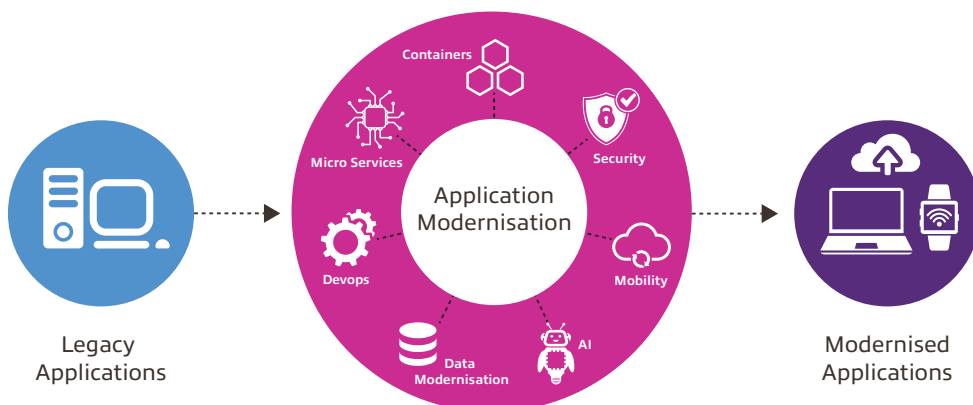 Containers
Micro Services
Security
Application
Modernisation
Devops
Mobility
Data
Modernisation
AI
Legacy
Applications
Modernised
Applications